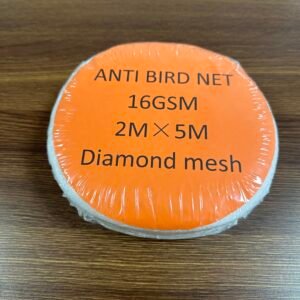 ANTI BIRD NET
16GSM
2M×5M
Diamond mesh